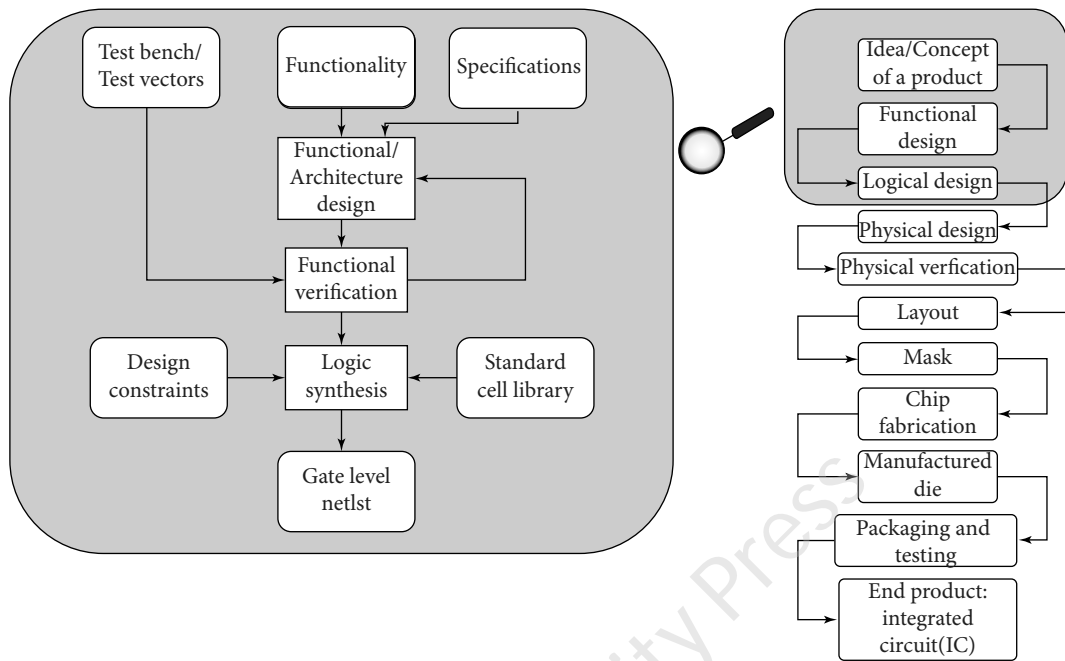 Test bench/
Test vectors
Functionality
Specifications
Functional/
Architecture
design
Functional
verification
Design
constraints
Logic
synthesis
Standard
cell library
Gate level
netlst
Idea/Concept
of a product
Functional
design
Logical design
Physical design
Physical verfication
Layout
Mask
Chip
fabrication
Manufactured
die
Packaging and
testing
End product:
integrated
circuit(IC)
ity Press